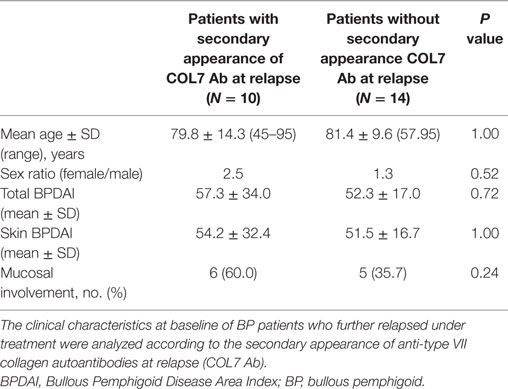 Patients with secondary appearance of COL7 Ab at relapse (N = 10) Patients without secondary appearance COL7 Ab at relapse (N = 14) P value
Mean age ± SD (range), years 79.8 ± 14.3 (45–95) 81.4 ± 9.6 (57.95) 1.00
Sex ratio (female/male) 2.5 1.3 0.52
Total BPDAI (mean ± SD) 57.3 ± 34.0 52.3 ± 17.0 0.72
Skin BPDAI (mean ± SD) 54.2 ± 32.4 51.5 ± 16.7 1.00
Mucosal involvement, no. (%) 6 (60.0) 5 (35.7) 0.24
The clinical characteristics at baseline of BP patients who further relapsed under
treatment were analyzed according to the secondary appearance of anti-type VII
collagen autoantibodies at relapse (COL7 Ab).
BPDAI, Bullous Pemphigoid Disease Area Index; BP, bullous pemphigoid.